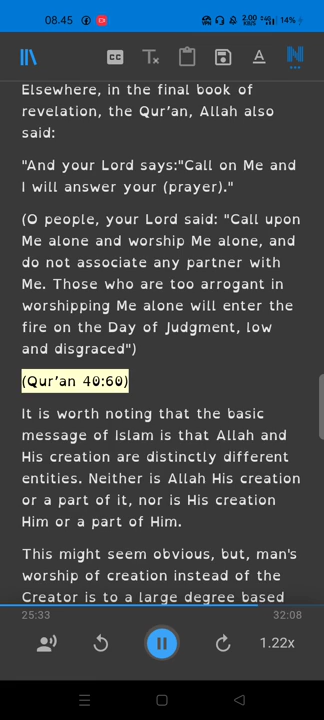 08.45
2,00
KB/S
14%
CC
A
Elsewhere, in the final book of
revelation, the Qur’an, Allah also
said:
"And your Lord says:"Call on Me and
I will answer your (prayer)."
(O people, your Lord said: "Call upon
Me alone and worship Me alone, and
do not associate any partner with
Me. Those who are too arrogant in
worshipping Me alone will enter the
fire on the Day of Judgment, low
and disgraced")
(Qur’an 40:60)
It is worth noting that the basic
message of Islam is that Allah and
His creation are distinctly different
entities. Neither is Allah His creation
or a part of it, nor is His creation
Him or a part of Him.
This might seem obvious, but, man's
worship of creation instead of the
Creator is to a large degree based
25:33
32:08
1.22x